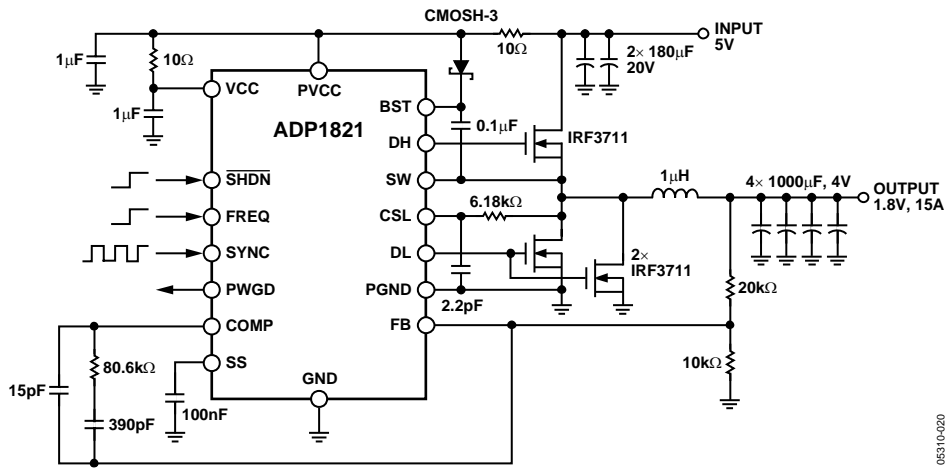 CMOSH-3
INPUT
5V
10Ω
2× 180μF
20V
1μF
10Ω
1μF
VCC
PVCC
BST
ADP1821
0.1μF
DH
IRF3711
SHDN
SW
1μH
4× 1000μF, 4V
OUTPUT
1.8V, 15A
FREQ
CSL
6.18kΩ
SYNC
DL
2×
IRF3711
PWGD
PGND
2.2pF
20kΩ
COMP
FB
SS
10kΩ
80.6kΩ
15pF
390pF
100nF
GND
05310-020